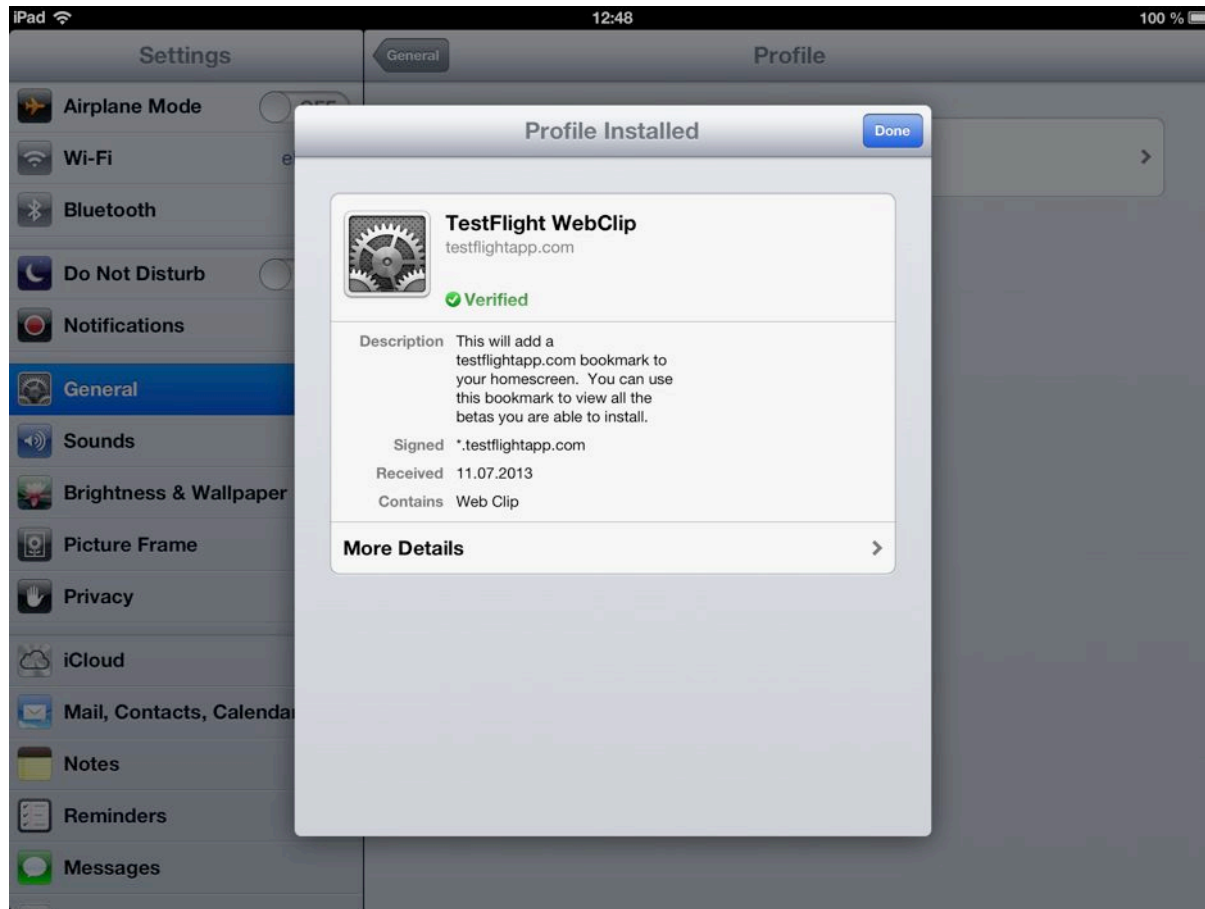 iPad 12:48 100 %
Settings
General
Profile
Airplane Mode
Wi-Fi
Bluetooth
Do Not Disturb
Notifications
General
Sounds
Brightness & Wallpaper
Picture Frame
Privacy
iCloud
Mail, Contacts,
Notes
Reminders
Messages
Profile Installed
Done
TestFlight WebClip
testflightapp.com
Verified
Description This will add a
testflightapp.com bookmark to
your homescreen. You can use
this bookmark to view all the
betas you are able to install.
Signed *.testflightapp.com
Received 11.07.2013
Contains Web Clip
More Details